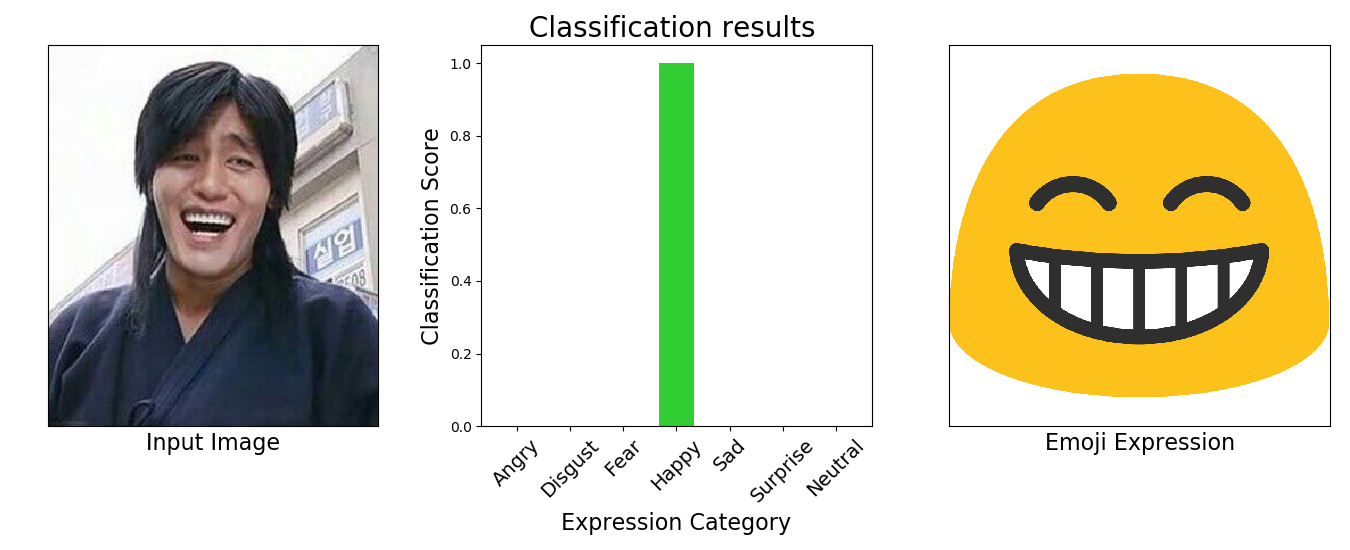 Classification results
신업
Input Image
Classification Score
1.0
0.8
0.6
0.4
0.2
0.0
Angry
Disgust
Fear
Happy
Sad
Surprise
Neutral
Expression Category
Emoji Expression